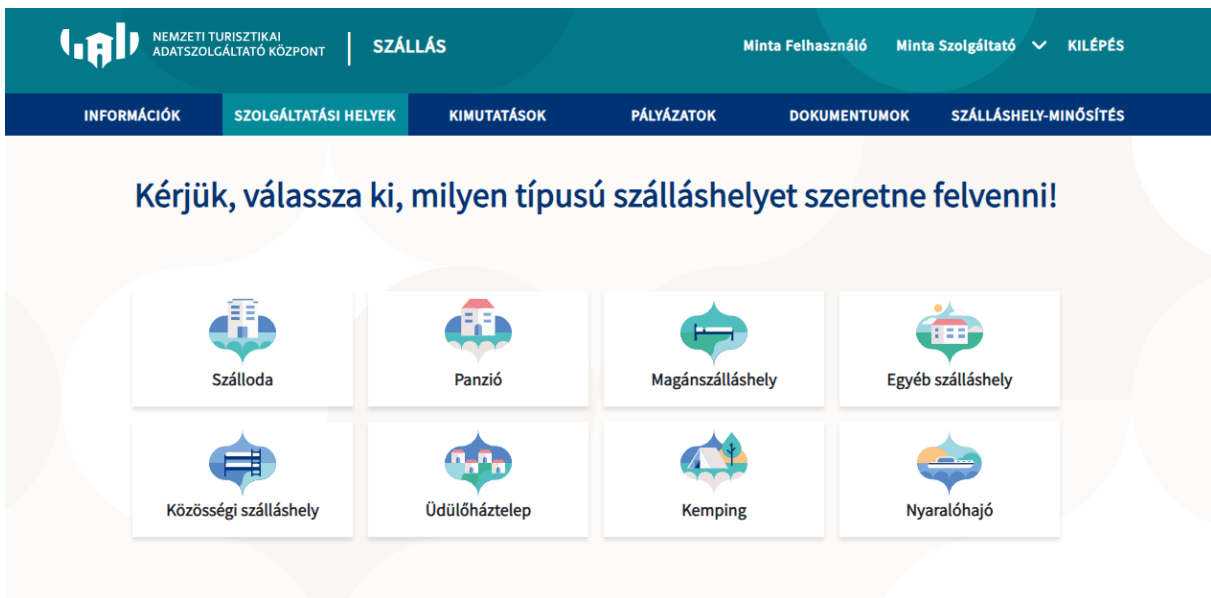 NEMZETI TURISZTIKAI
ADATSZOLGÁLTATÓ KÖZPONT
SZÁLLÁS
Minta Felhasználó
Minta Szolgáltató
KILÉPÉS
INFORMÁCIÓK
SZOLGÁLTATÁSI HELYEK
KIMUTATÁSOK
PÁLYÁZATOK
DOKUMENTUMOK
SZÁLLÁSHELY-MINŐSÍTÉS
Kérjük, válassza ki, milyen típusú szálláshelyet szeretne felvenni!
Szálloda
Panzió
Magánszálláshely
Egyéb szálláshely
Közösségi szálláshely
Üdülőháztelep
Kemping
Nyaralóhajó